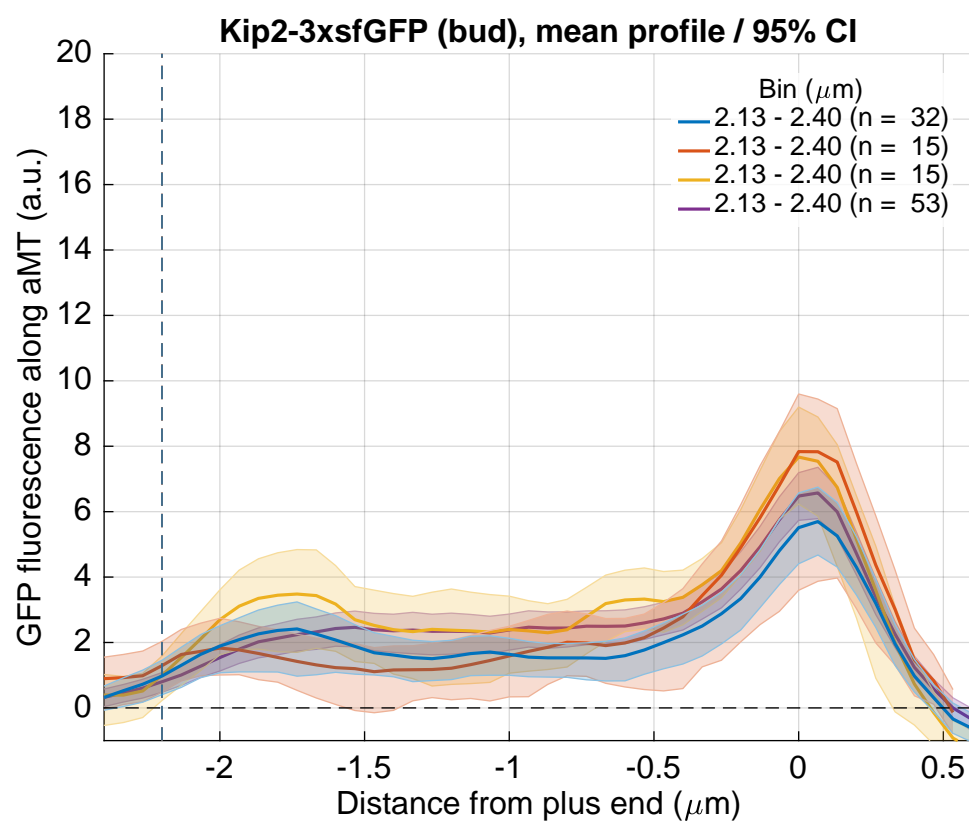 Kip2-3xsfGFP (bud), mean profile / 95% CI
20
18
16
14
12
10
8
6
4
2
0
GFP fluorescence along aMT (a.u.)
Bin (μm)
2.13 - 2.40 (n = 32)
2.13 - 2.40 (n = 15)
2.13 - 2.40 (n = 15)
2.13 - 2.40 (n = 53)
-2 -1.5 -1 -0.5 0 0.5
Distance from plus end (μm)